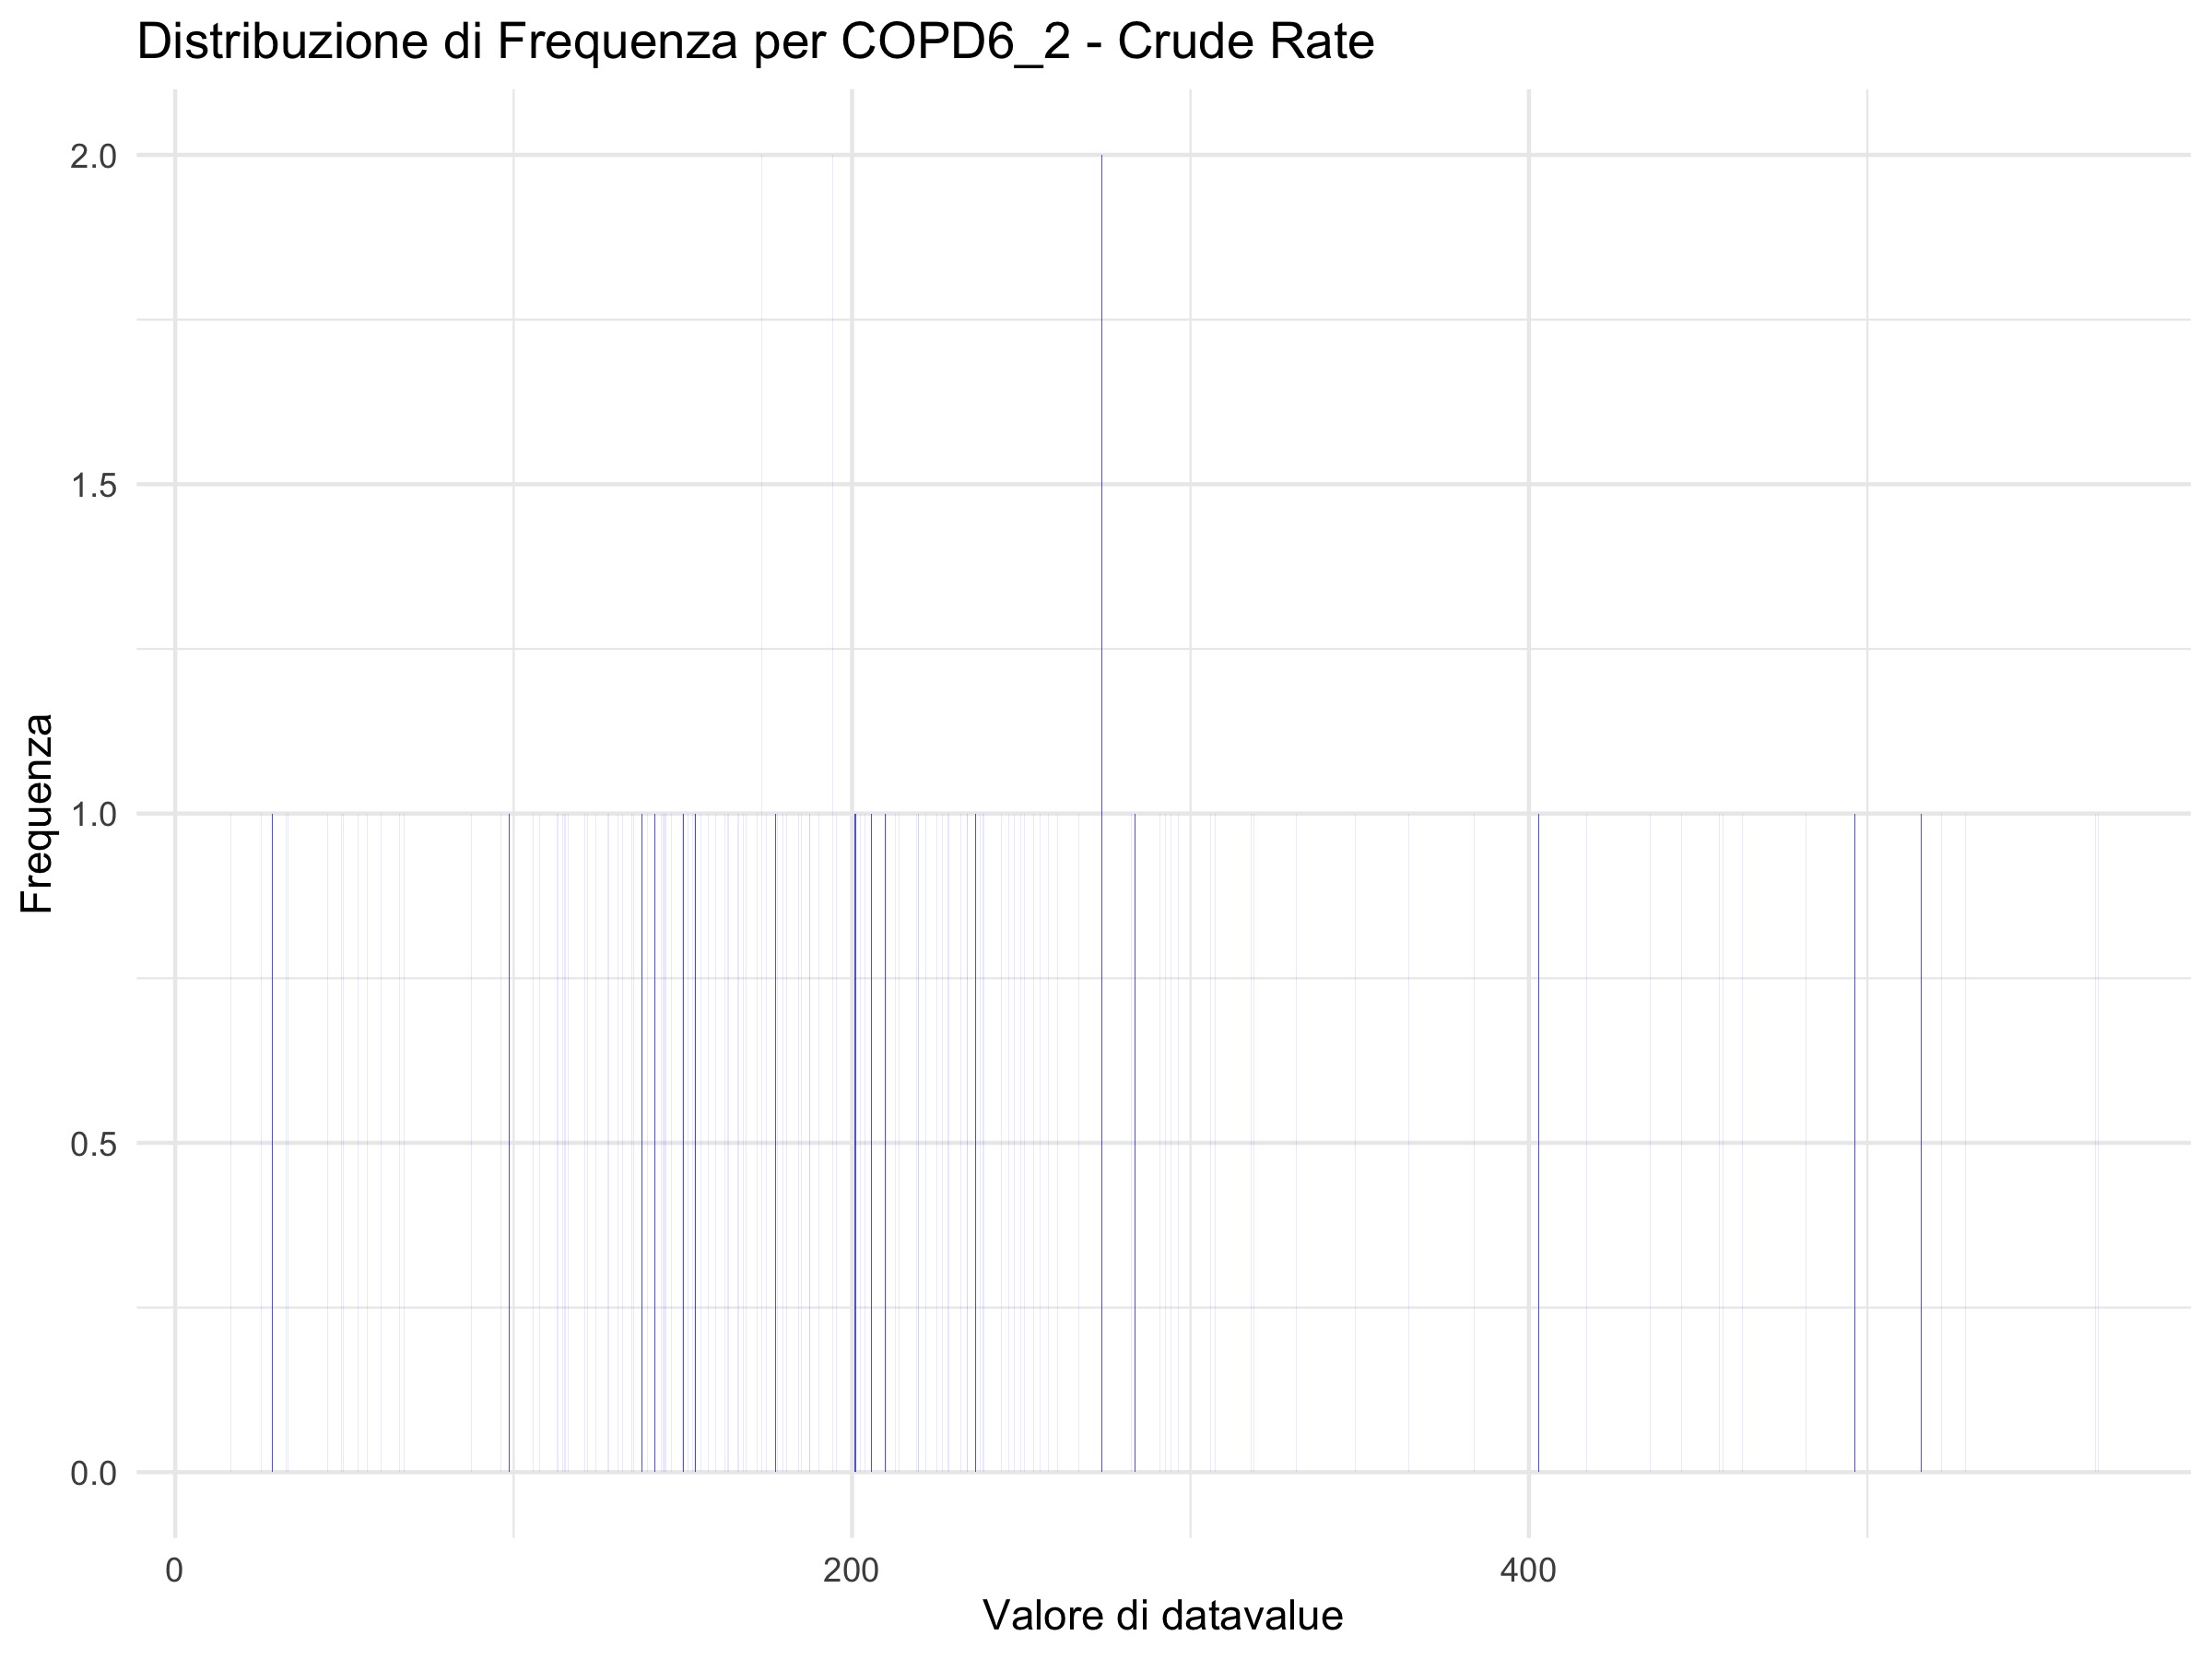 Distribuzione di Frequenza per COPD6_2 - Crude Rate
2.0
1.5
1.0
0.5
0.0
Frequenza
0 200 400
Valore di datavalue